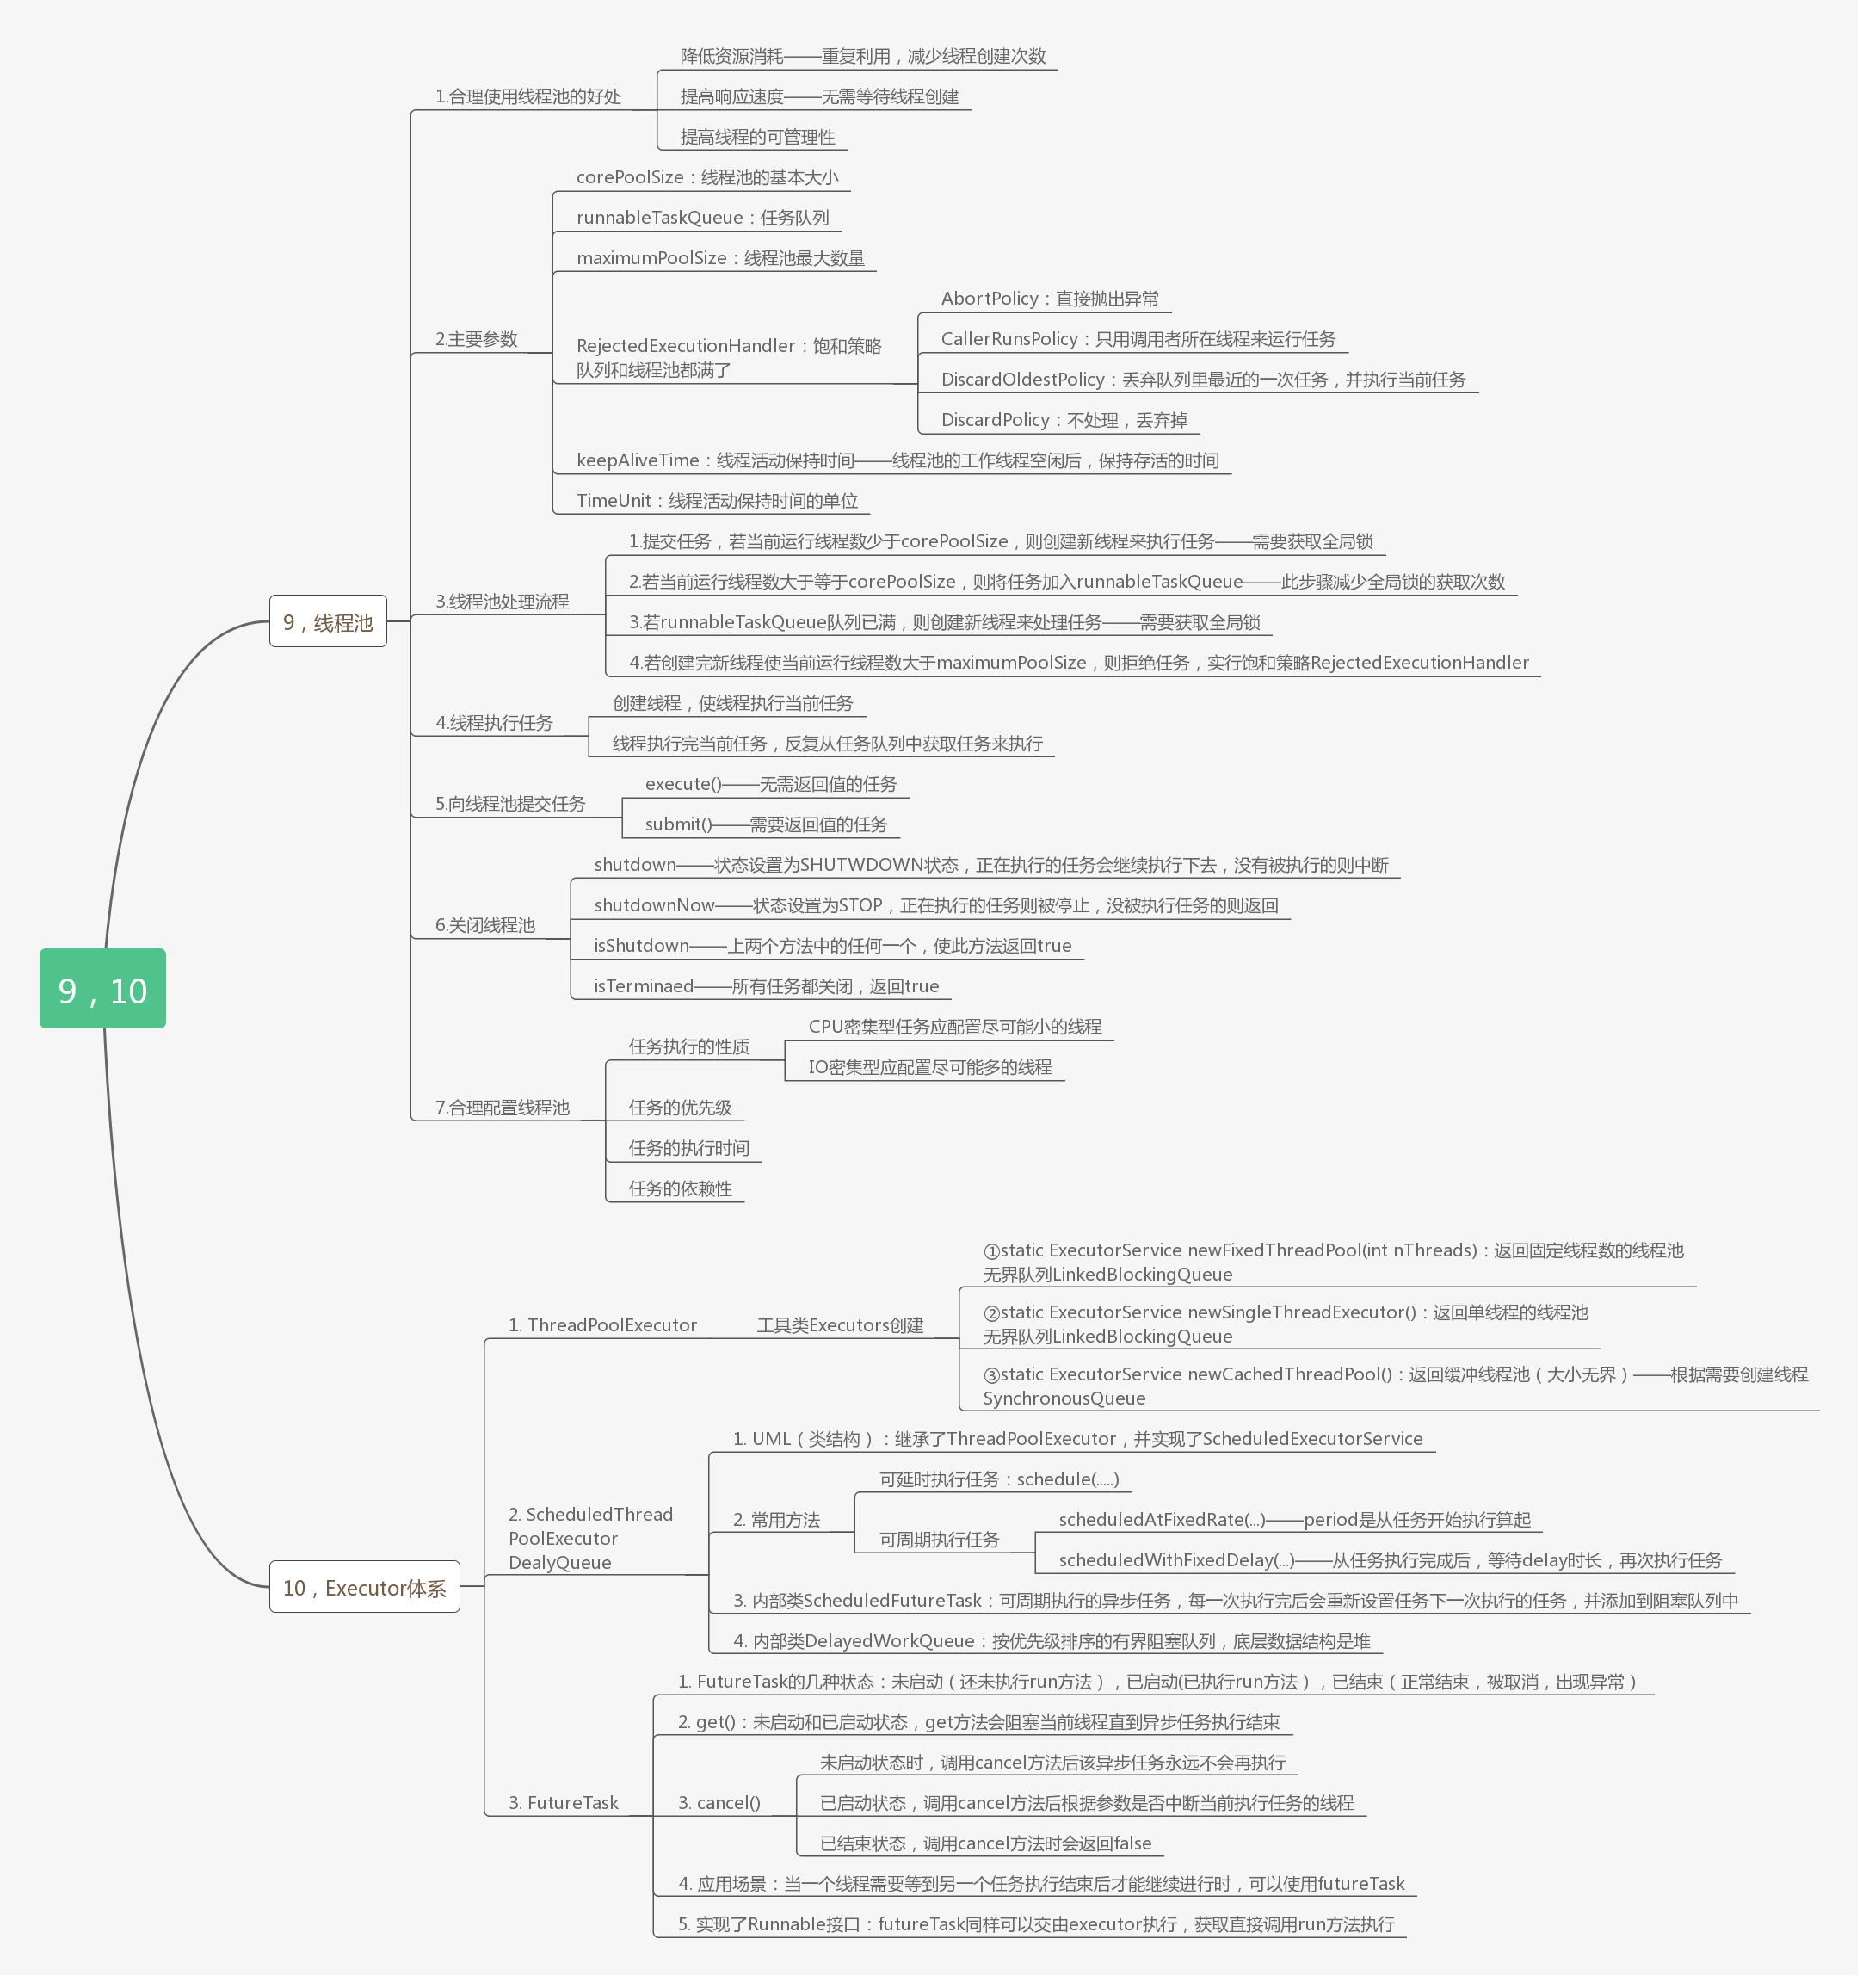 9，10
9，线程池
1.合理使用线程池的好处
降低资源消耗——重复利用，减少线程创建次数
提高响应速度——无需等待线程创建
提高线程的可管理性
2.主要参数
corePoolSize：线程池的基本大小
runnableTaskQueue：任务队列
maximumPoolSize：线程池最大数量
RejectedExecutionHandler：饱和策略
队列和线程池都满了
AbortPolicy：直接抛出异常
CallerRunsPolicy：只用调用者所在线程来运行任务
DiscardOldestPolicy：丢弃队列里最近的一次任务，并执行当前任务
DiscardPolicy：不处理，丢弃掉
keepAliveTime：线程活动保持时间——线程池的工作线程空闲后，保持存活的时间
TimeUnit：线程活动保持时间的单位
3.线程池处理流程
1.提交任务，若当前运行线程数少于corePoolSize，则创建新线程来执行任务——需要获取全局锁
2.若当前运行线程数大于等于corePoolSize，则将任务加入runnableTaskQueue——此步骤减少全局锁的获取次数
3.若runnableTaskQueue队列已满，则创建新线程来处理任务——需要获取全局锁
4.若创建完新线程使当前运行线程数大于maximumPoolSize，则拒绝任务，实行饱和策略RejectedExecutionHandler
4.线程执行任务
创建线程，使线程执行当前任务
线程执行完当前任务，反复从任务队列中获取任务来执行
5.向线程池提交任务
execute()——无需返回值的任务
submit()——需要返回值的任务
6.关闭线程池
shutdown——状态设置为SHUTWDOWN状态，正在执行的任务会继续执行下去，没有被执行的则中断
shutdownNow——状态设置为STOP，正在执行的任务则被停止，没被执行任务的则返回
isShutdown——上两个方法中的任何一个，使此方法返回true
isTerminaed——所有任务都关闭，返回true
7.合理配置线程池
任务执行的性质
CPU密集型任务应配置尽可能小的线程
IO密集型应配置尽可能多的线程
任务的优先级
任务的执行时间
任务的依赖性
10，Executor体系
1. ThreadPoolExecutor
工具类Executors创建
①static ExecutorService newFixedThreadPool(int nThreads)：返回固定线程数的线程池
无界队列LinkedBlockingQueue
②static ExecutorService newSingleThreadExecutor()：返回单线程的线程池
无界队列LinkedBlockingQueue
③static ExecutorService newCachedThreadPool()：返回缓冲线程池（大小无界）——根据需要创建线程
SynchronousQueue
2. ScheduledThread
PoolExecutor
DealyQueue
1. UML（类结构）：继承了ThreadPoolExecutor，并实现了ScheduledExecutorService
2. 常用方法
可延时执行任务：schedule(.....)
可周期执行任务
scheduledAtFixedRate(...)——period是从任务开始执行算起
scheduledWithFixedDelay(...)——从任务执行完成后，等待delay时长，再次执行任务
3. 内部类ScheduledFutureTask：可周期执行的异步任务，每一次执行完后会重新设置任务下一次执行的任务，并添加到阻塞队列中
4. 内部类DelayedWorkQueue：按优先级排序的有界阻塞队列，底层数据结构是堆
3. FutureTask
1. FutureTask的几种状态：未启动（还未执行run方法），已启动(已执行run方法），已结束（正常结束，被取消，出现异常）
2. get()：未启动和已启动状态，get方法会阻塞当前线程直到异步任务执行结束
3. cancel()
未启动状态时，调用cancel方法后该异步任务永远不会再执行
已启动状态，调用cancel方法后根据参数是否中断当前执行任务的线程
已结束状态，调用cancel方法时会返回false
4. 应用场景：当一个线程需要等到另一个任务执行结束后才能继续进行时，可以使用futureTask
5. 实现了Runnable接口：futureTask同样可以交由executor执行，获取直接调用run方法执行